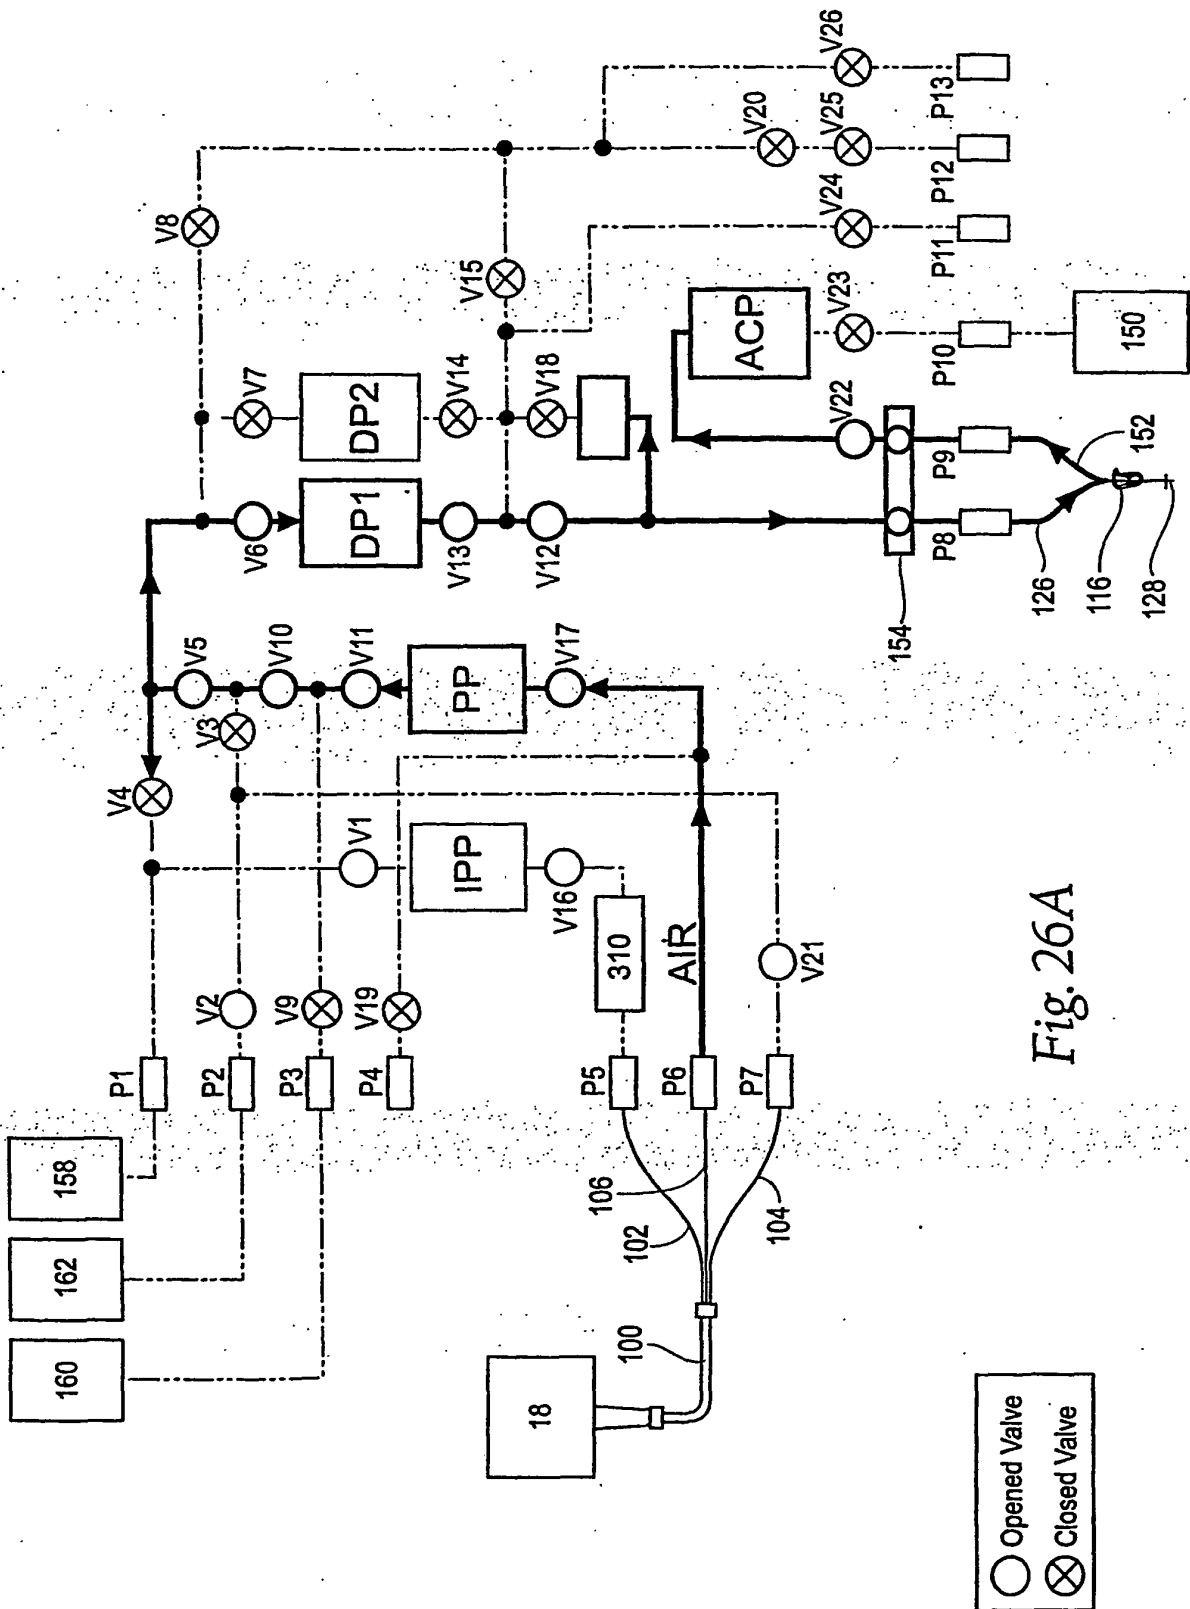 158
162
160
18
P1
P2
P3
P4
P5
P6
P7
V2
V9
V19
V4
V3
V5
V10
V11
V1
IPP
V16
310
AIR
V21
PP
V17
102
106
104
100
V8
V6
V7
DP1
DP2
V13
V14
V12
V18
V15
ACP
V22
V23
V24
V20
V25
V26
P8
P9
P10
P11
P12
P13
150
154
126
116
128
152
Opened Valve
Closed Valve
Fig. 26A